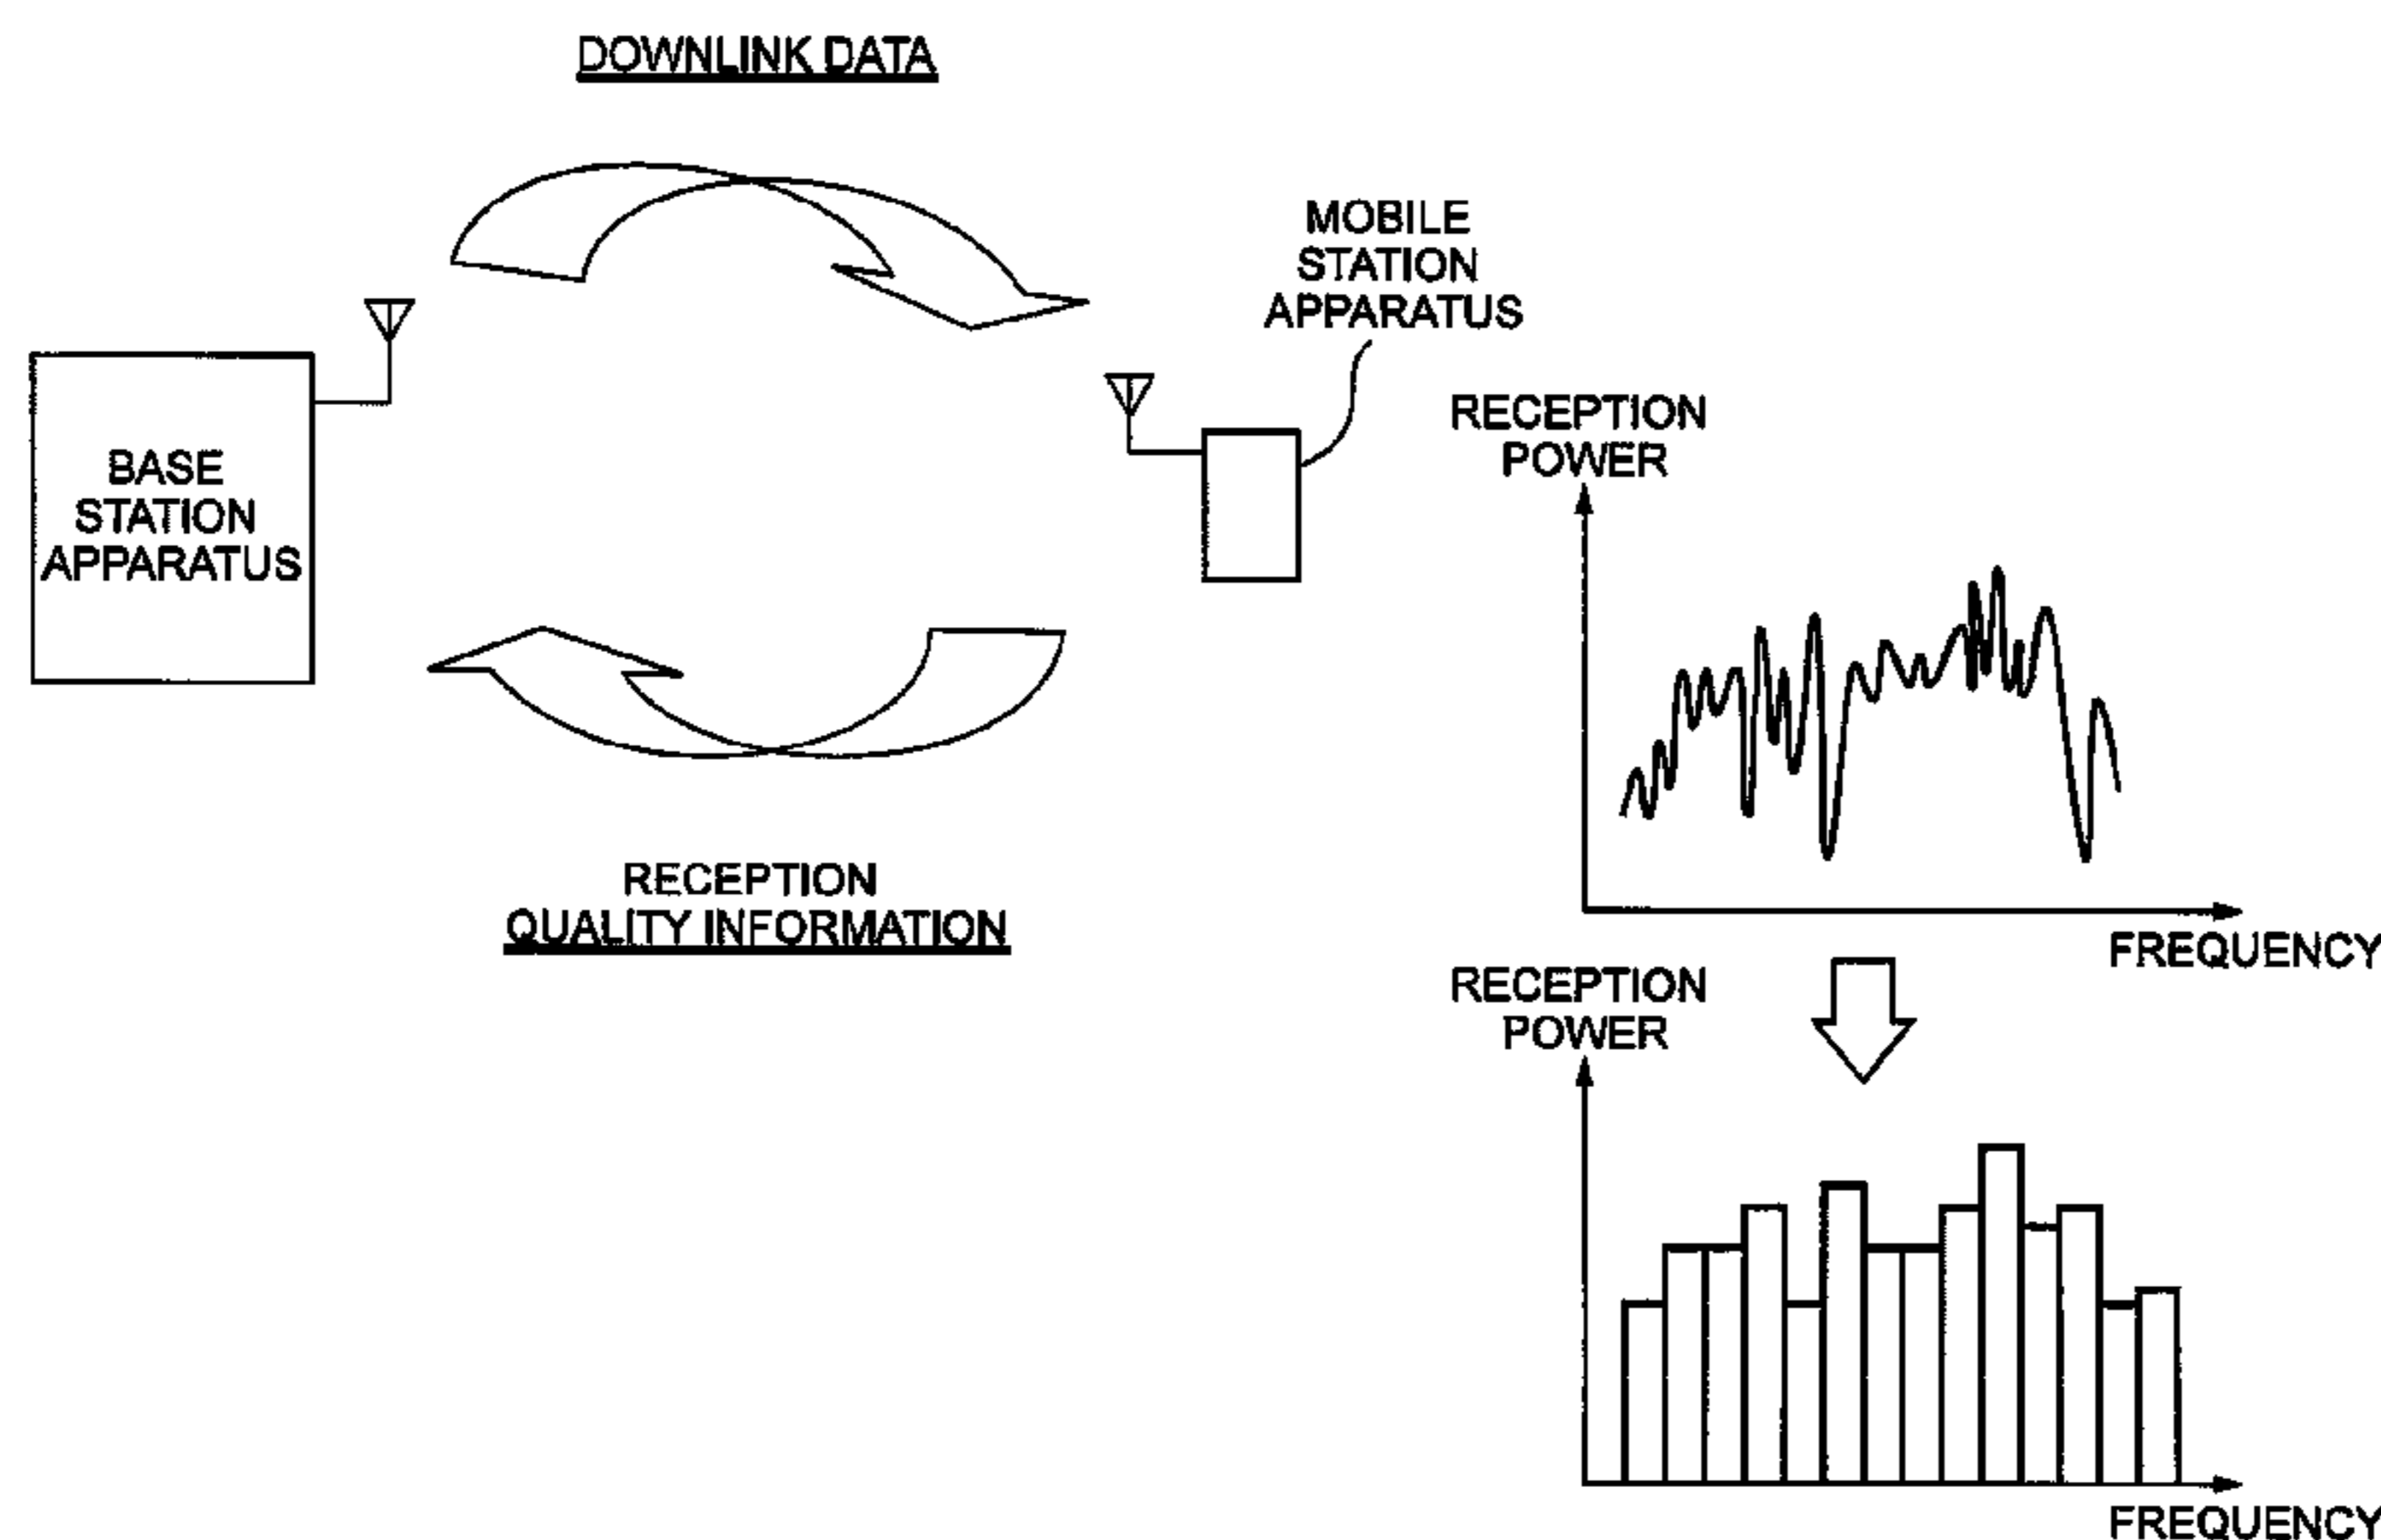 DOWNLINK DATA
MOBILE
STATION
APPARATUS
BASE
STATION
APPARATUS
RECEPTION
POWER
FREQUENCY
RECEPTION
QUALITY INFORMATION
RECEPTION
POWER
FREQUENCY